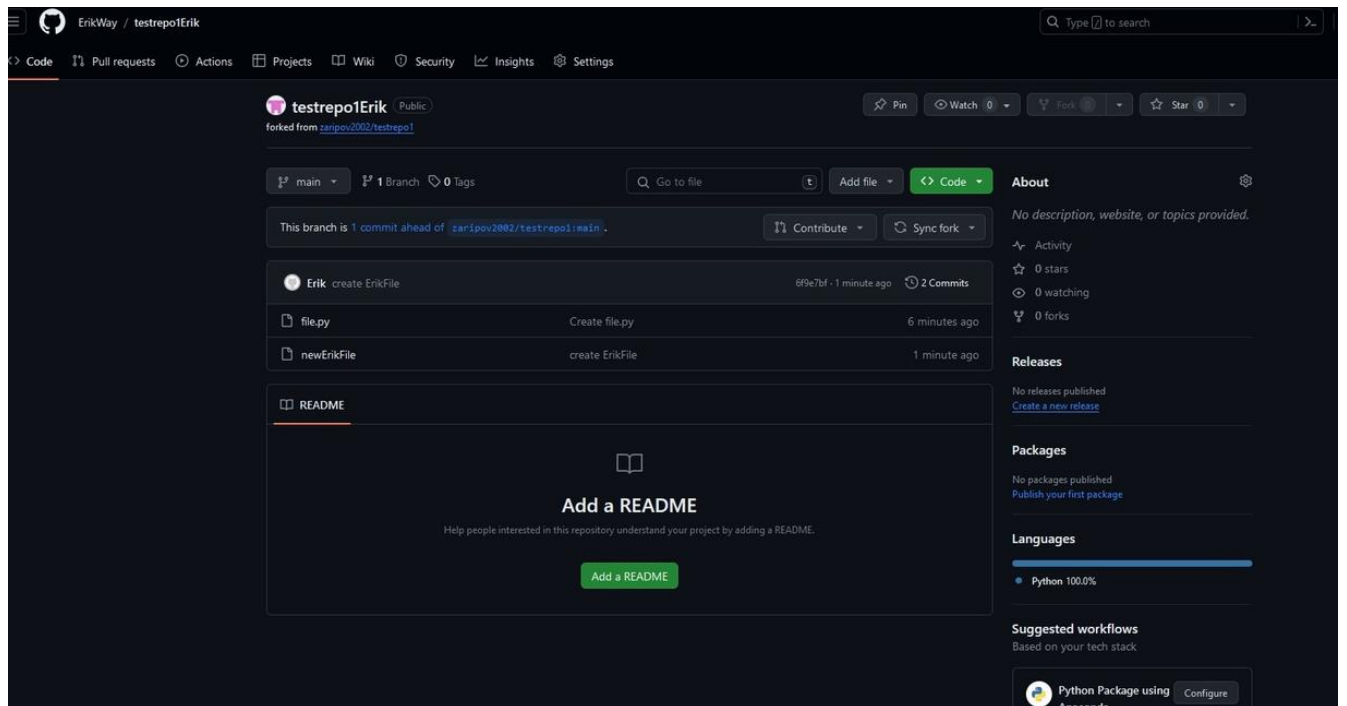 ErikWay / testrepo1Erik
Type / to search
Code Pull requests Actions Projects Wiki Security Insights Settings
testrepo1Erik Public
Pin Watch 0 Fork 0 Star 0
forked from zaripov2002/testrepo1
main 1 Branch 0 Tags
Go to file t Add file Code
This branch is 1 commit ahead of zaripov2002/testrepo1:main .
Contribute Sync fork
Erik create ErikFile 6f9e7bf · 1 minute ago 2 Commits
file.py Create file.py 6 minutes ago
newErikFile create ErikFile 1 minute ago
README
Add a README
Help people interested in this repository understand your project by adding a README.
Add a README
About
No description, website, or topics provided.
Activity
0 stars
0 watching
0 forks
Releases
No releases published
Create a new release
Packages
No packages published
Publish your first package
Languages
Python 100.0%
Suggested workflows
Based on your tech stack
Python Package using
Configure